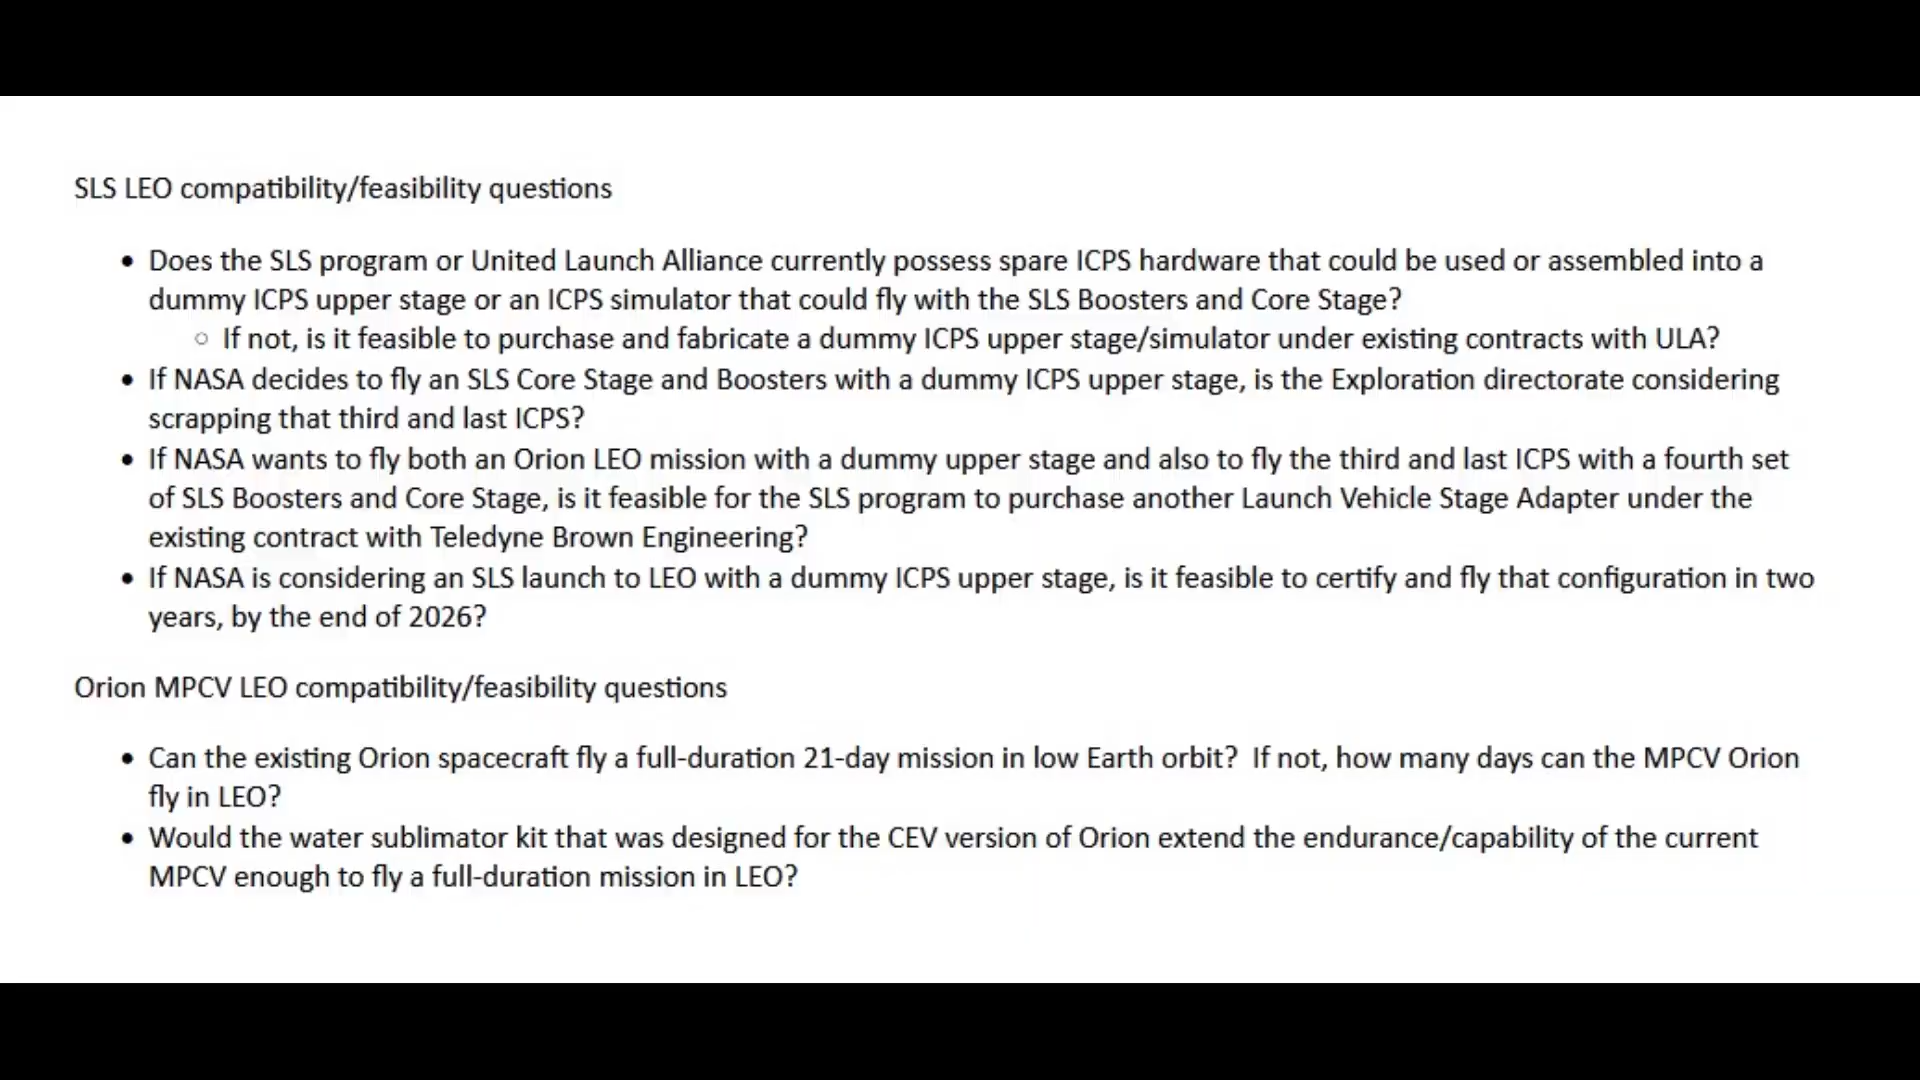 SLS LEO compatibility/feasibility questions
• Does the SLS program or United Launch Alliance currently possess spare ICPS hardware that could be used or assembled into a
dummy ICPS upper stage or an ICPS simulator that could fly with the SLS Boosters and Core Stage?
○ If not, is it feasible to purchase and fabricate a dummy ICPS upper stage/simulator under existing contracts with ULA?
• If NASA decides to fly an SLS Core Stage and Boosters with a dummy ICPS upper stage, is the Exploration directorate considering
scrapping that third and last ICPS?
• If NASA wants to fly both an Orion LEO mission with a dummy upper stage and also to fly the third and last ICPS with a fourth set
of SLS Boosters and Core Stage, is it feasible for the SLS program to purchase another Launch Vehicle Stage Adapter under the
existing contract with Teledyne Brown Engineering?
• If NASA is considering an SLS launch to LEO with a dummy ICPS upper stage, is it feasible to certify and fly that configuration in two
years, by the end of 2026?
Orion MPCV LEO compatibility/feasibility questions
• Can the existing Orion spacecraft fly a full-duration 21-day mission in low Earth orbit?  If not, how many days can the MPCV Orion
fly in LEO?
• Would the water sublimator kit that was designed for the CEV version of Orion extend the endurance/capability of the current
MPCV enough to fly a full-duration mission in LEO?